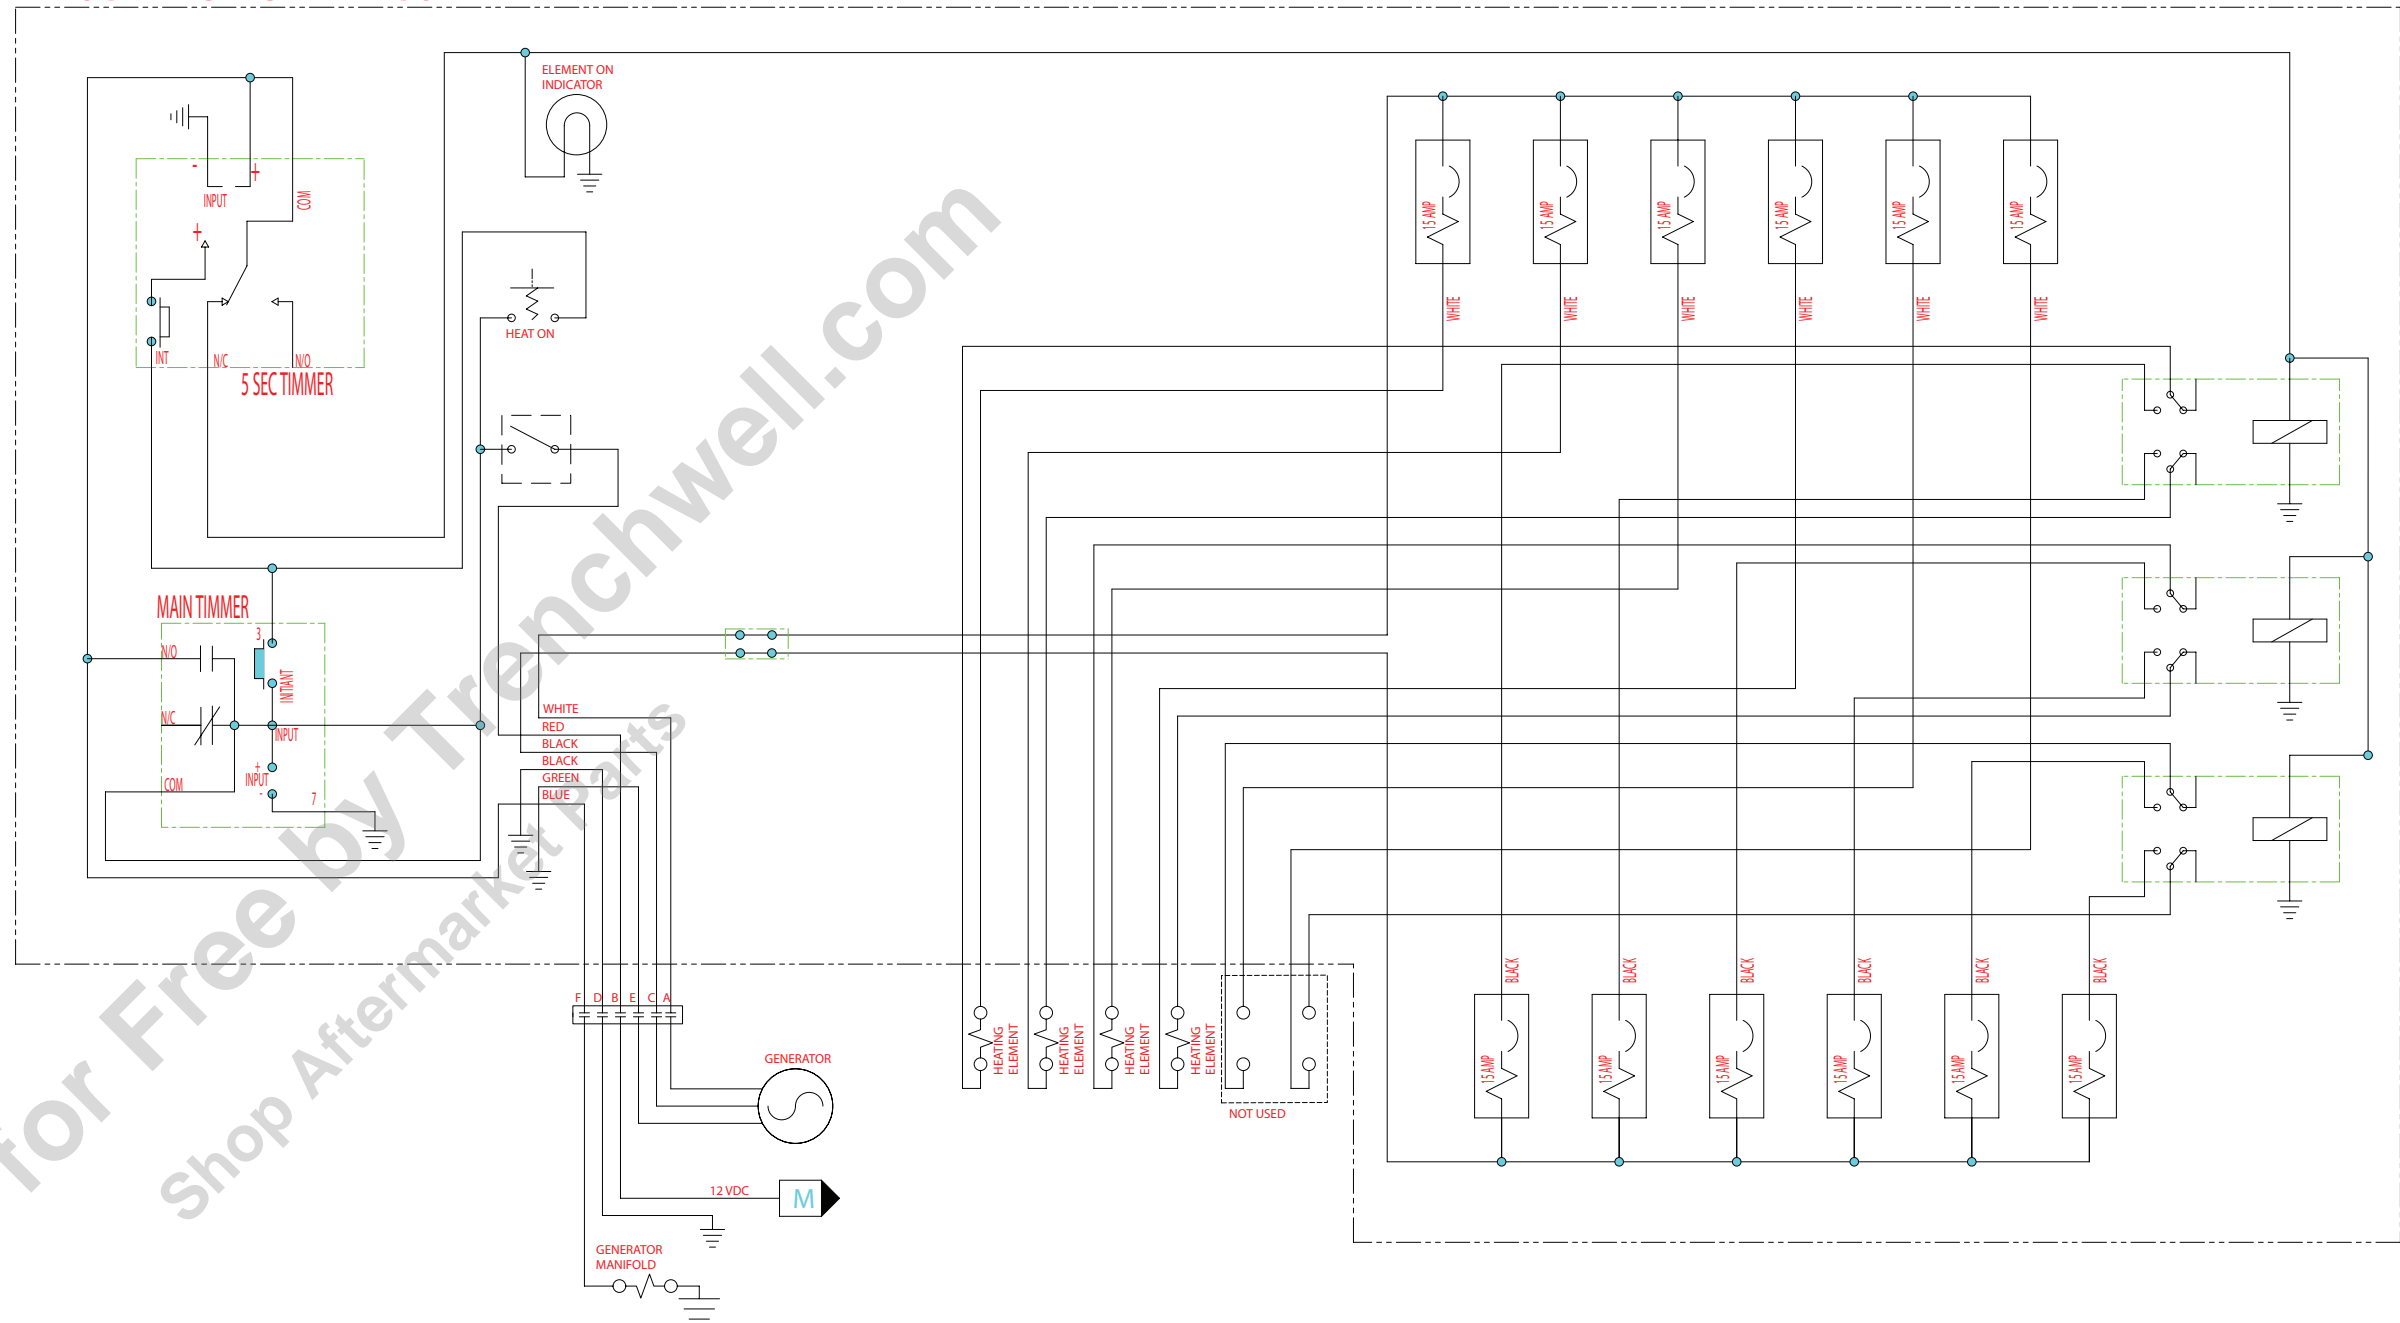 ELEMENT ON
INDICATOR
-
+
INPUT
COM
+
INT
N/C
N/O
5 SEC TIMMER
HEAT ON
MAIN TIMMER
3
N/O
INITIANT
N/C
INPUT
+
INPUT
-
COM
7
WHITE
RED
BLACK
BLACK
GREEN
BLUE
15 AMP
15 AMP
15 AMP
15 AMP
15 AMP
15 AMP
WHITE
WHITE
WHITE
WHITE
WHITE
WHITE
BLACK
BLACK
BLACK
BLACK
BLACK
BLACK
F D B E C A
HEATING
ELEMENT
HEATING
ELEMENT
HEATING
ELEMENT
HEATING
ELEMENT
NOT USED
15 AMP
15 AMP
15 AMP
15 AMP
15 AMP
15 AMP
GENERATOR
12 VDC
M
GENERATOR
MANIFOLD
for Free by Trenchwell.com
Shop Aftermarket Parts